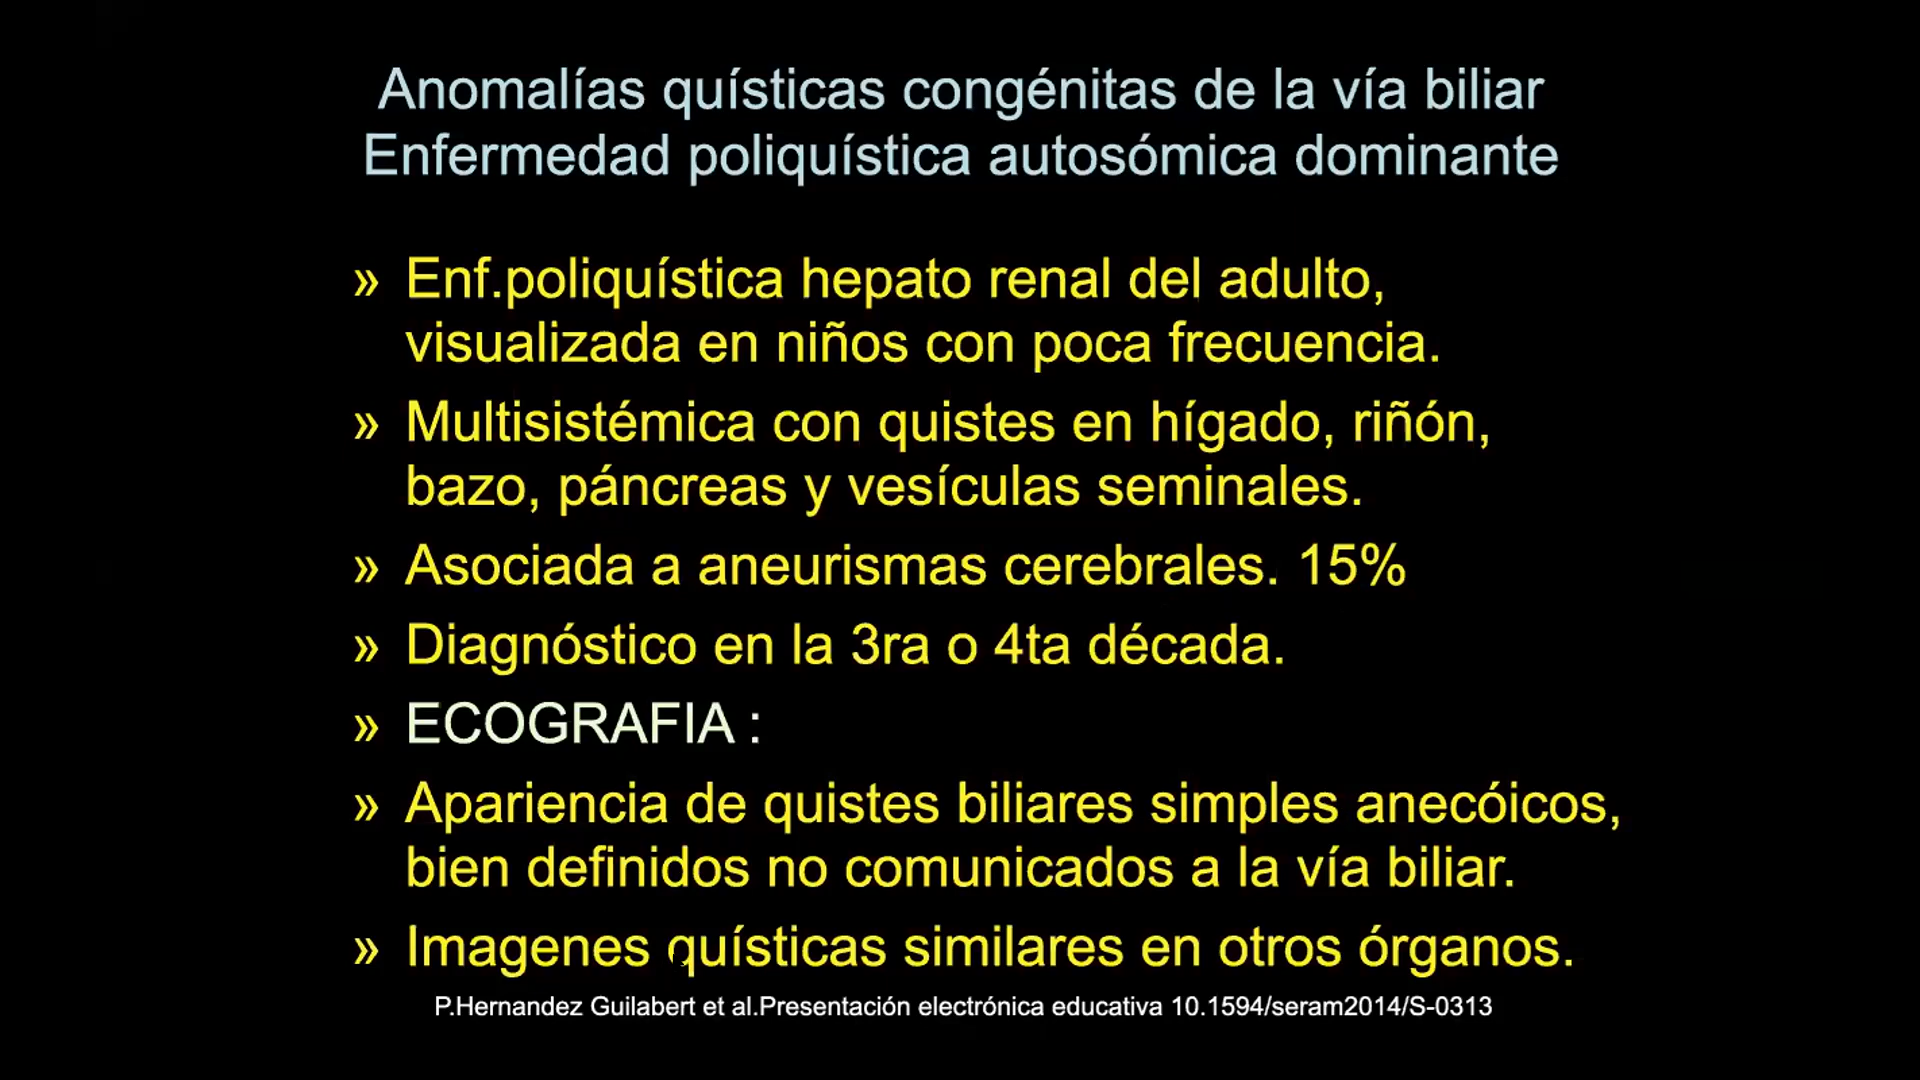 Anomalías quísticas congénitas de la vía biliar
Enfermedad poliquística autosómica dominante
» Enf.poliquística hepato renal del adulto,
visualizada en niños con poca frecuencia.
» Multisistémica con quistes en hígado, riñón,
bazo, páncreas y vesículas seminales.
» Asociada a aneurismas cerebrales. 15%
» Diagnóstico en la 3ra o 4ta década.
» ECOGRAFIA :
» Apariencia de quistes biliares simples anecóicos,
bien definidos no comunicados a la vía biliar.
» Imagenes quísticas similares en otros órganos.
P.Hernandez Guilabert et al.Presentación electrónica educativa 10.1594/seram2014/S-0313